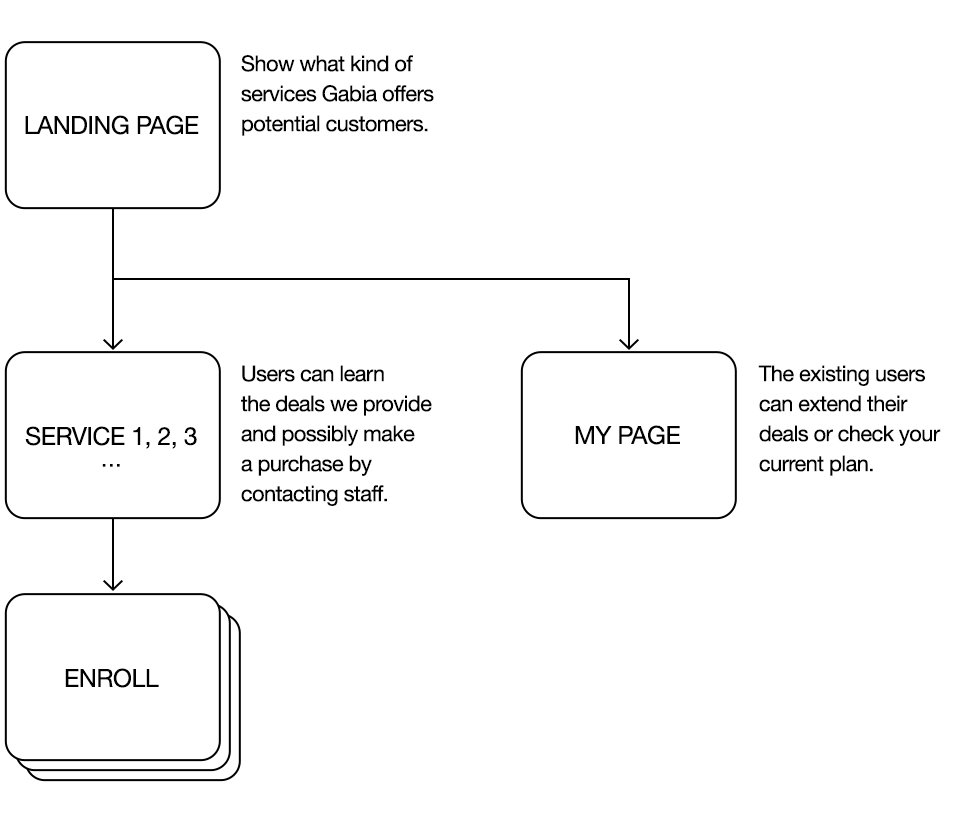 LANDING PAGE
Show what kind of
services Gabia offers
potential customers.
SERVICE 1, 2, 3
...
Users can learn
the deals we provide
and possibly make
a purchase by
contacting staff.
MY PAGE
The existing users
can extend their
deals or check your
current plan.
ENROLL